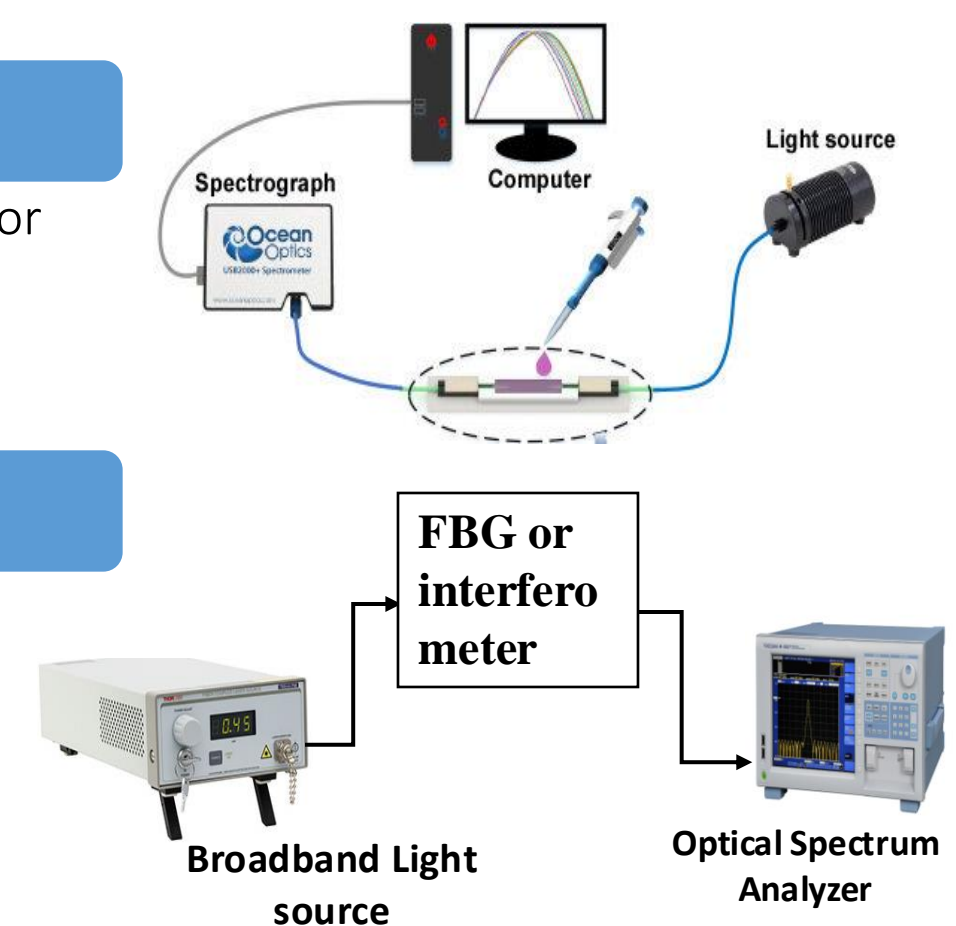 Light source
Computer
Spectrograph
or
Ocean
Optics
USB2000+ Spectrometer
FBG or
interfero
meter
0.45
Broadband Light
source
Optical Spectrum
Analyzer